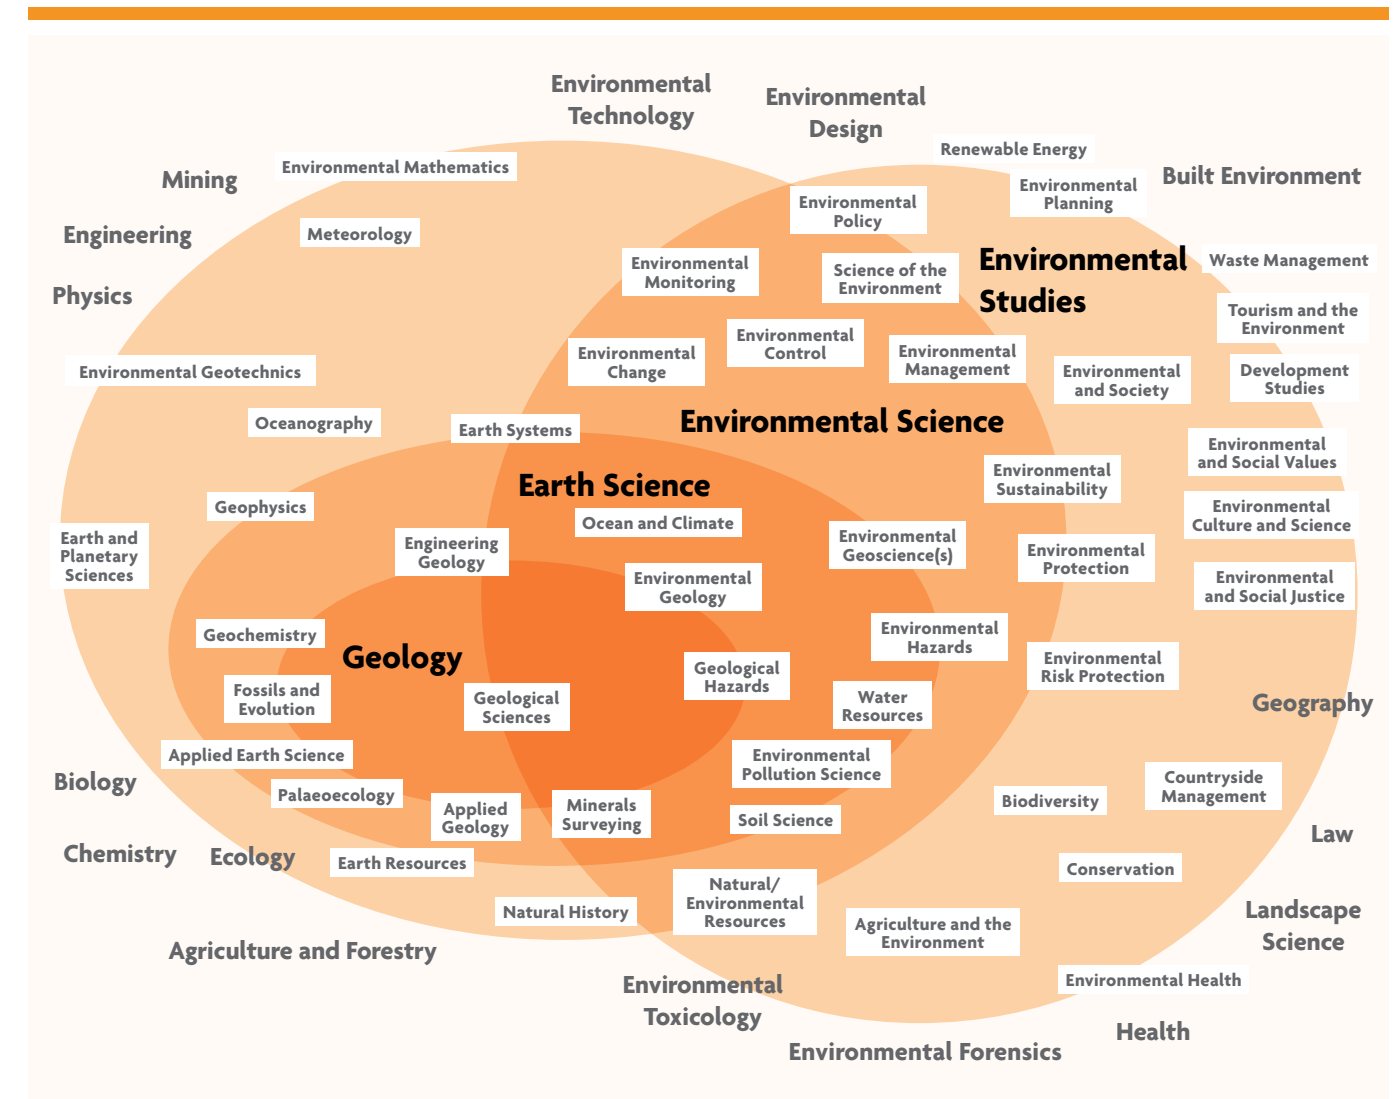 Environmental
Technology
Environmental
Design
Renewable Energy
Environmental Mathematics
Mining
Built Environment
Environmental
Planning
Environmental
Policy
Engineering
Meteorology
Environmental
Studies
Waste Management
Environmental
Monitoring
Science of the
Environment
Physics
Tourism and the
Environment
Environmental
Control
Environmental
Change
Environmental
Management
Environmental
and Society
Development
Studies
Environmental Geotechnics
Oceanography
Earth Systems
Environmental Science
Environmental
and Social Values
Earth Science
Environmental
Sustainability
Geophysics
Ocean and Climate
Environmental
Culture and Science
Earth and
Planetary
Sciences
Engineering
Geology
Environmental
Geoscience(s)
Environmental
Protection
Environmental
Geology
Environmental
and Social Justice
Geochemistry
Geology
Environmental
Hazards
Environmental
Risk Protection
Geological
Hazards
Fossils and
Evolution
Geological
Sciences
Water
Resources
Geography
Applied Earth Science
Environmental
Pollution Science
Biology
Palaeoecology
Countryside
Management
Biodiversity
Applied
Geology
Minerals
Surveying
Soil Science
Law
Chemistry
Ecology
Earth Resources
Conservation
Natural/
Environmental
Resources
Natural History
Landscape
Science
Agriculture and the
Environment
Agriculture and Forestry
Environmental
Toxicology
Environmental Health
Health
Environmental Forensics